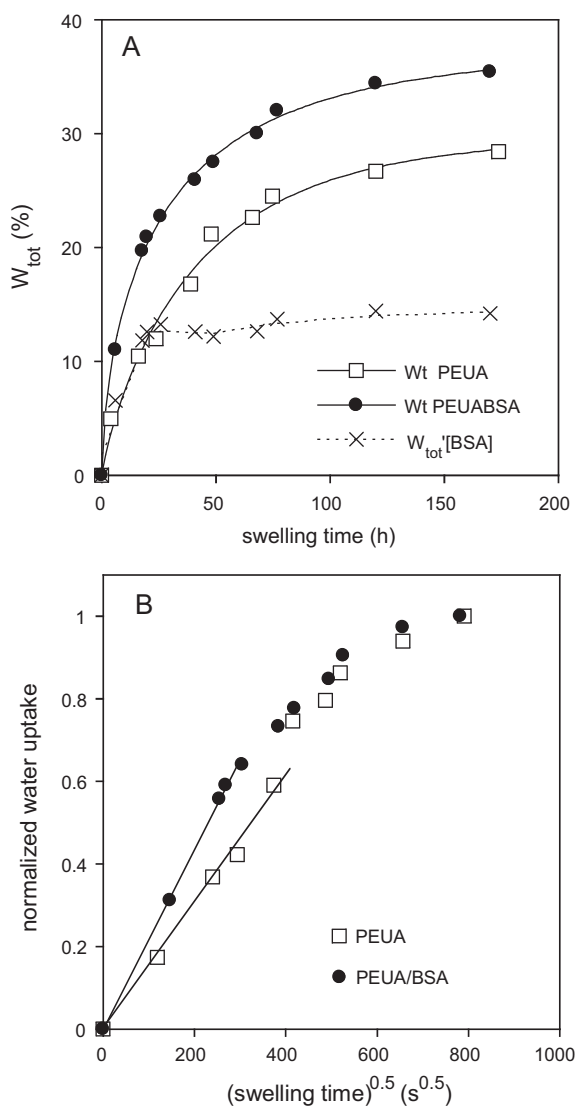 A
40
30
20
10
0
W_tot (%)
Wt PEUA
Wt PEUABSA
W_tot'[BSA]
0 50 100 150 200
swelling time (h)
B
1
0.8
0.6
0.4
0.2
0
normalized water uptake
PEUA
PEUA/BSA
0 200 400 600 800 1000
(swelling time)^0.5 (s^0.5)